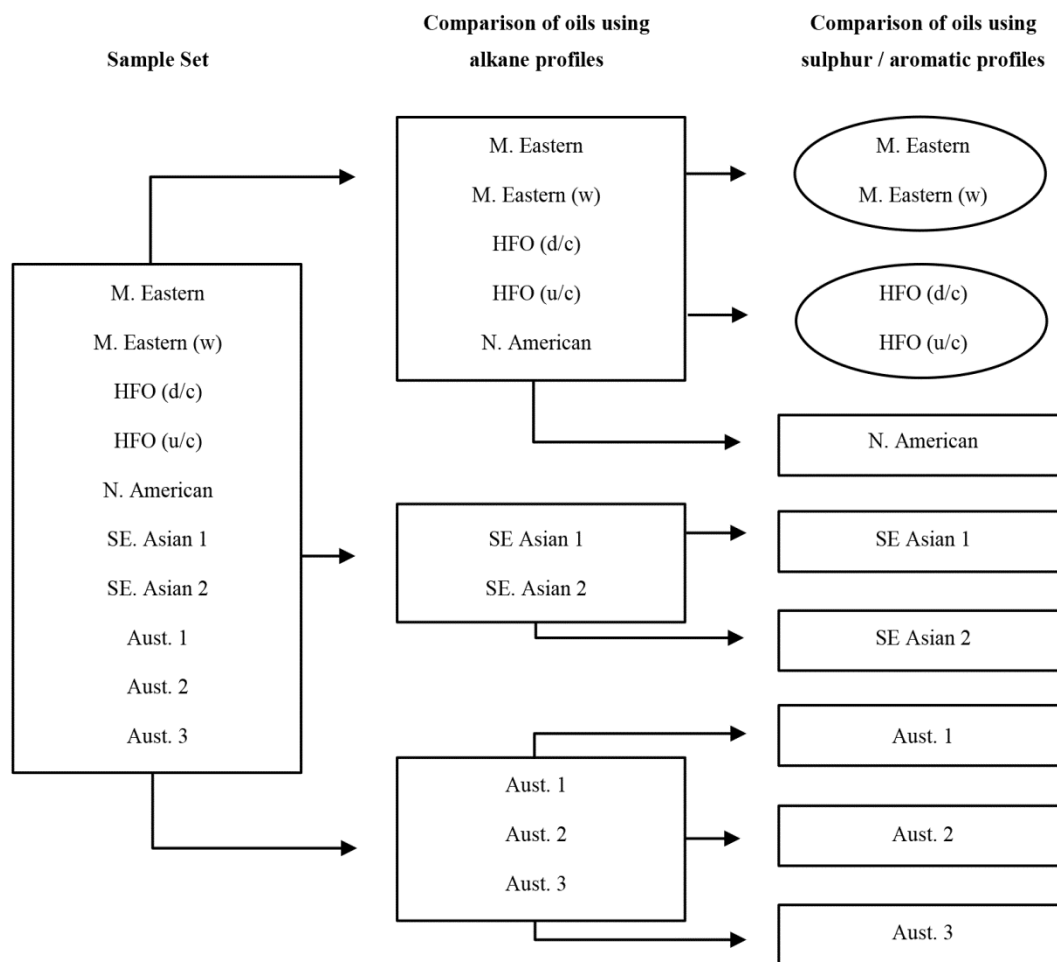 Sample Set
Comparison of oils using
alkane profiles
Comparison of oils using
sulphur / aromatic profiles
M. Eastern
M. Eastern (w)
HFO (d/c)
HFO (u/c)
N. American
SE. Asian 1
SE. Asian 2
Aust. 1
Aust. 2
Aust. 3
M. Eastern
M. Eastern (w)
HFO (d/c)
HFO (u/c)
N. American
SE Asian 1
SE. Asian 2
Aust. 1
Aust. 2
Aust. 3
M. Eastern
M. Eastern (w)
HFO (d/c)
HFO (u/c)
N. American
SE Asian 1
SE Asian 2
Aust. 1
Aust. 2
Aust. 3